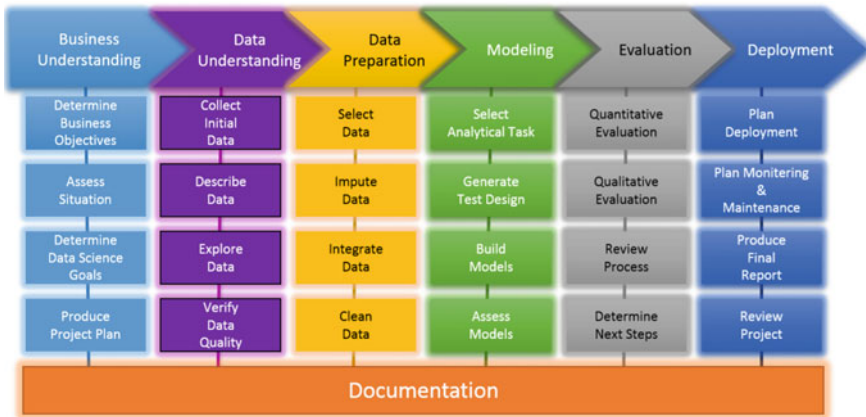 Business
Understanding
Data
Understanding
Data
Preparation
Modeling
Evaluation
Deployment
Determine
Business
Objectives
Collect
Initial
Data
Select
Data
Select
Analytical Task
Quantitative
Evaluation
Plan
Deployment
Assess
Situation
Describe
Data
Impute
Data
Generate
Test Design
Qualitative
Evaluation
Plan Monitering
&
Maintenance
Determine
Data Science
Goals
Explore
Data
Integrate
Data
Build
Models
Review
Process
Produce
Final
Report
Produce
Project Plan
Verify
Data
Quality
Clean
Data
Assess
Models
Determine
Next Steps
Review
Project
Documentation